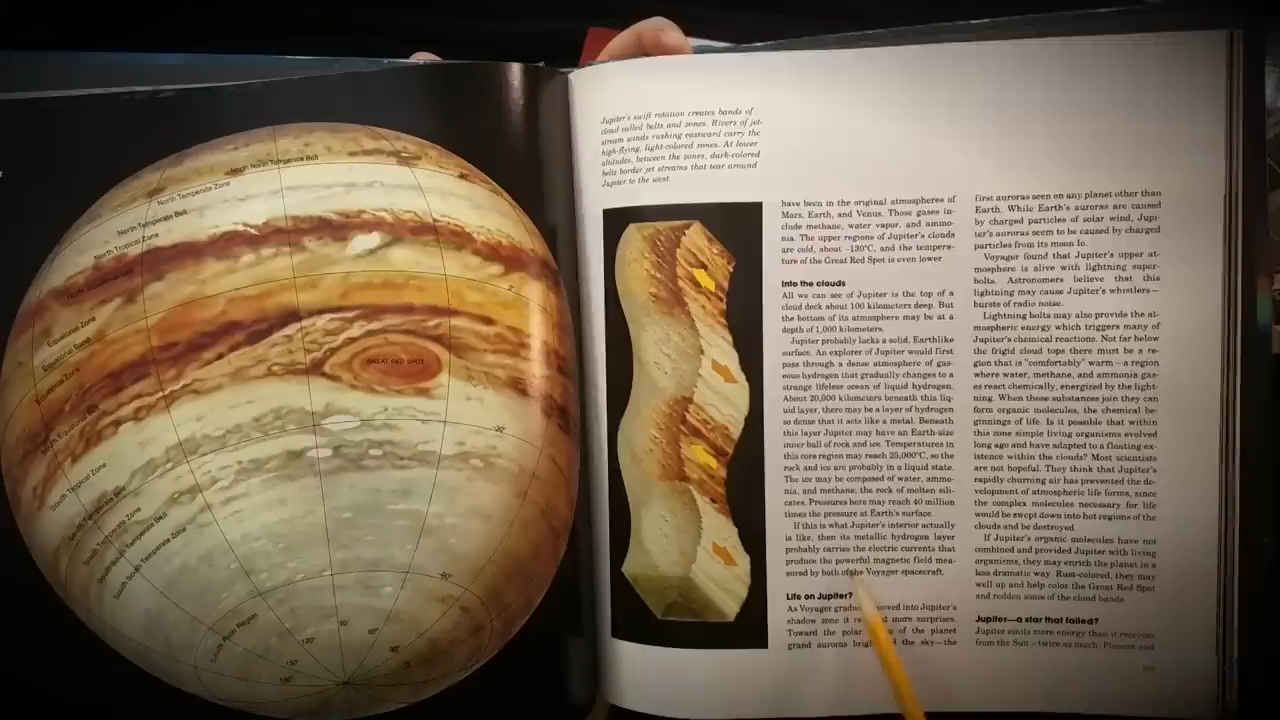 North North Temperate Belt
North Temperate Zone
North Temperate Belt
North Tropical Zone
Equatorial Zone
Equatorial Band
Equatorial Zone
GREAT RED SPOT
South Equatorial Belt
South Tropical Zone
South Temperate Belt
South Temperate Zone
South-South Temperate Belt
South-South Temperate Zone
South Polar Region
120°
90°
60°
150°
180°
Jupiter's swift rotation creates bands of
cloud called belts and zones. Rivers of jet-
stream winds rushing eastward carry the
high-flying, light-colored zones. At lower
altitudes, between the zones, dark-colored
belts border jet streams that tear around
Jupiter to the west.
have been in the original atmospheres of
Mars, Earth, and Venus. Those gases in-
clude methane, water vapor, and ammo-
nia. The upper regions of Jupiter's clouds
are cold, about -130°C, and the tempera-
ture of the Great Red Spot is even lower.
Into the clouds
All we can see of Jupiter is the top of a
cloud deck about 100 kilometers deep. But
the bottom of its atmosphere may be at a
depth of 1,000 kilometers.
Jupiter probably lacks a solid, Earthlike
surface. An explorer of Jupiter would first
pass through a dense atmosphere of gas-
eous hydrogen that gradually changes to a
strange lifeless ocean of liquid hydrogen.
About 20,000 kilometers beneath this liq-
uid layer, there may be a layer of hydrogen
so dense that it acts like a metal. Beneath
this layer Jupiter may have an Earth-size
inner ball of rock and ice. Temperatures in
this core region may reach 25,000°C, so the
rock and ice are probably in a liquid state.
The ice may be composed of water, ammo-
nia, and methane; the rock of molten sili-
cates. Pressures here may reach 40 million
times the pressure at Earth's surface.
If this is what Jupiter's interior actually
is like, then its metallic hydrogen layer
probably carries the electric currents that
produce the powerful magnetic field mea-
sured by both of the Voyager spacecraft.
Life on Jupiter?
As Voyager moved into Jupiter's
shadow zone it more surprises.
Toward the polar of the planet
grand auroras the sky—the
first auroras seen on any planet other than
Earth. While Earth's auroras are caused
by charged particles of solar wind, Jupi-
ter's auroras seem to be caused by charged
particles from its moon Io.
Voyager found that Jupiter's upper at-
mosphere is alive with lightning super-
bolts. Astronomers believe that this
lightning may cause Jupiter's whistlers—
bursts of radio noise.
Lightning bolts may also provide the at-
mospheric energy which triggers many of
Jupiter's chemical reactions. Not far below
the frigid cloud tops there must be a re-
gion that is "comfortably" warm—a region
where water, methane, and ammonia gas-
es react chemically, energized by the light-
ning. When these substances join they can
form organic molecules, the chemical be-
ginnings of life. Is it possible that within
this zone simple living organisms evolved
long ago and have adapted to a floating ex-
istence within the clouds? Most scientists
are not hopeful. They think that Jupiter's
rapidly churning air has prevented the de-
velopment of atmospheric life forms, since
the complex molecules necessary for life
would be swept down into hot regions of the
clouds and be destroyed.
If Jupiter's organic molecules have not
combined and provided Jupiter with living
organisms, they may enrich the planet in a
less dramatic way. Rust-colored, they may
well up and help color the Great Red Spot
and redden some of the cloud bands.
Jupiter—a star that failed?
Jupiter emits more energy than it receives
from the Sun—twice as much. Pioneer and